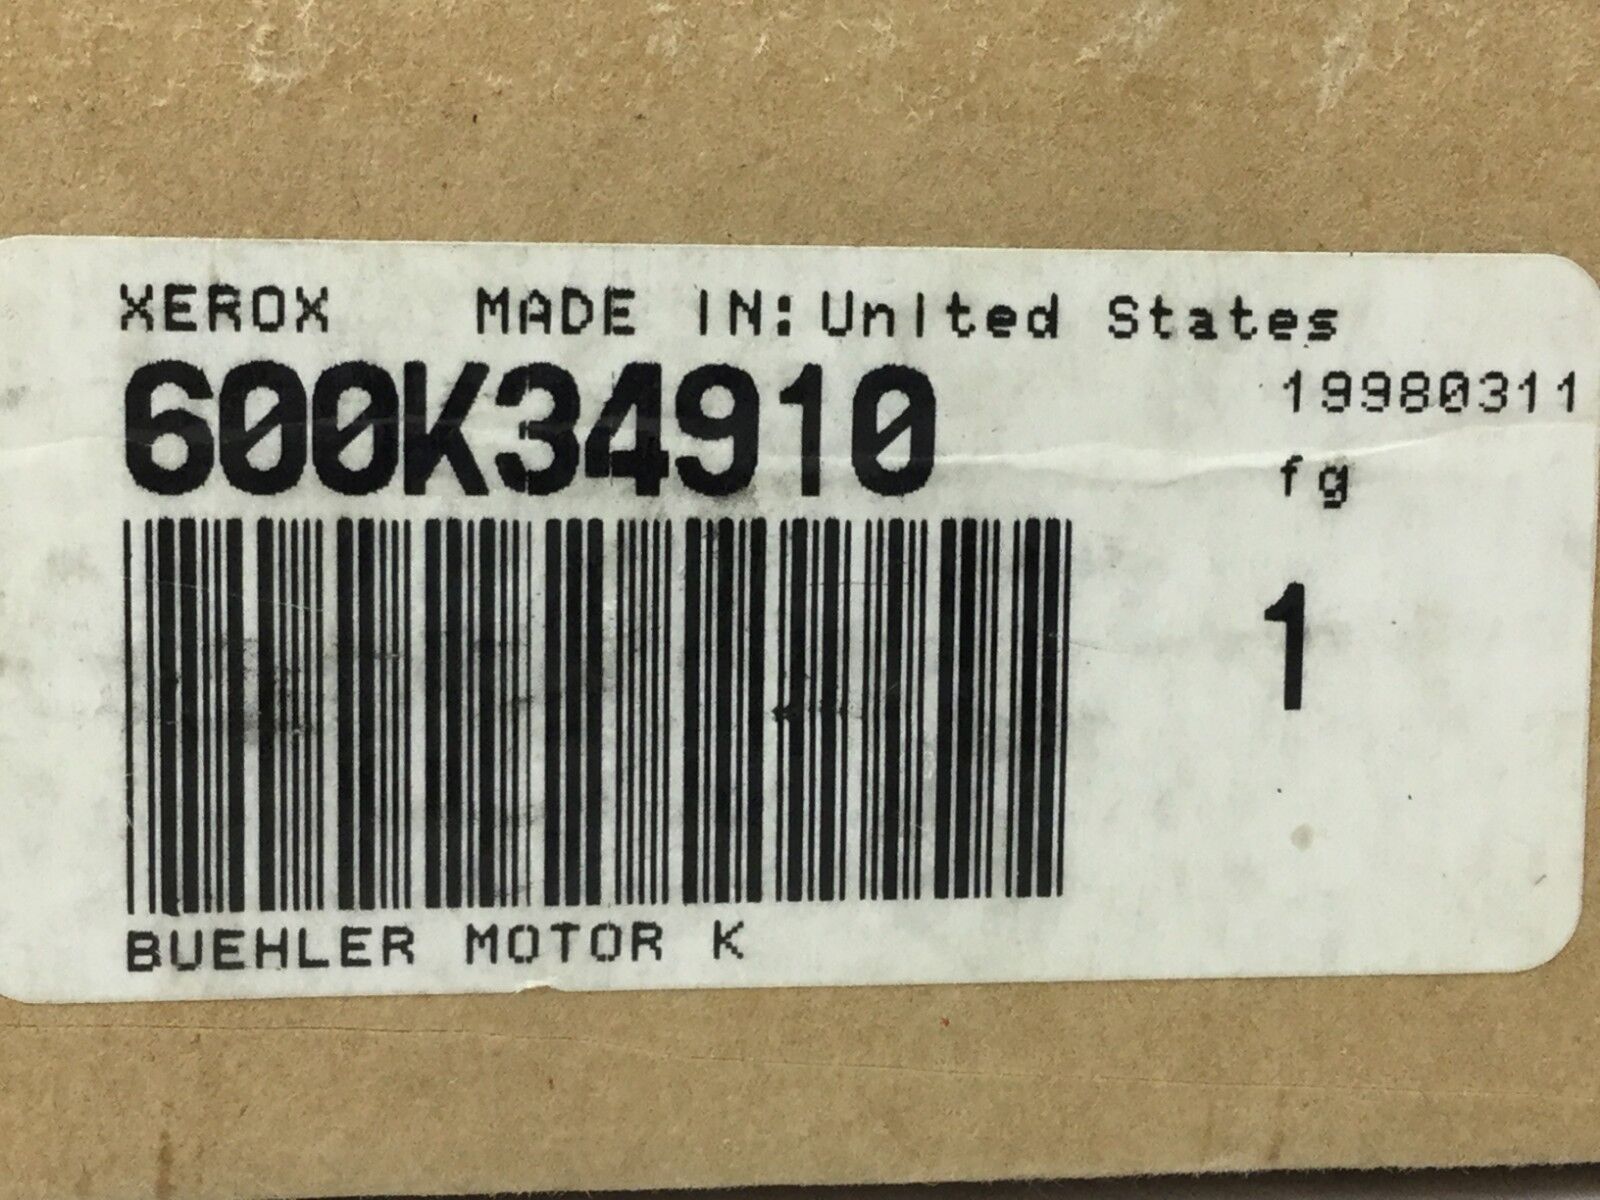 XEROX MADE IN: United States
600K34910
19980311
fg
1
BUEHLER MOTOR K